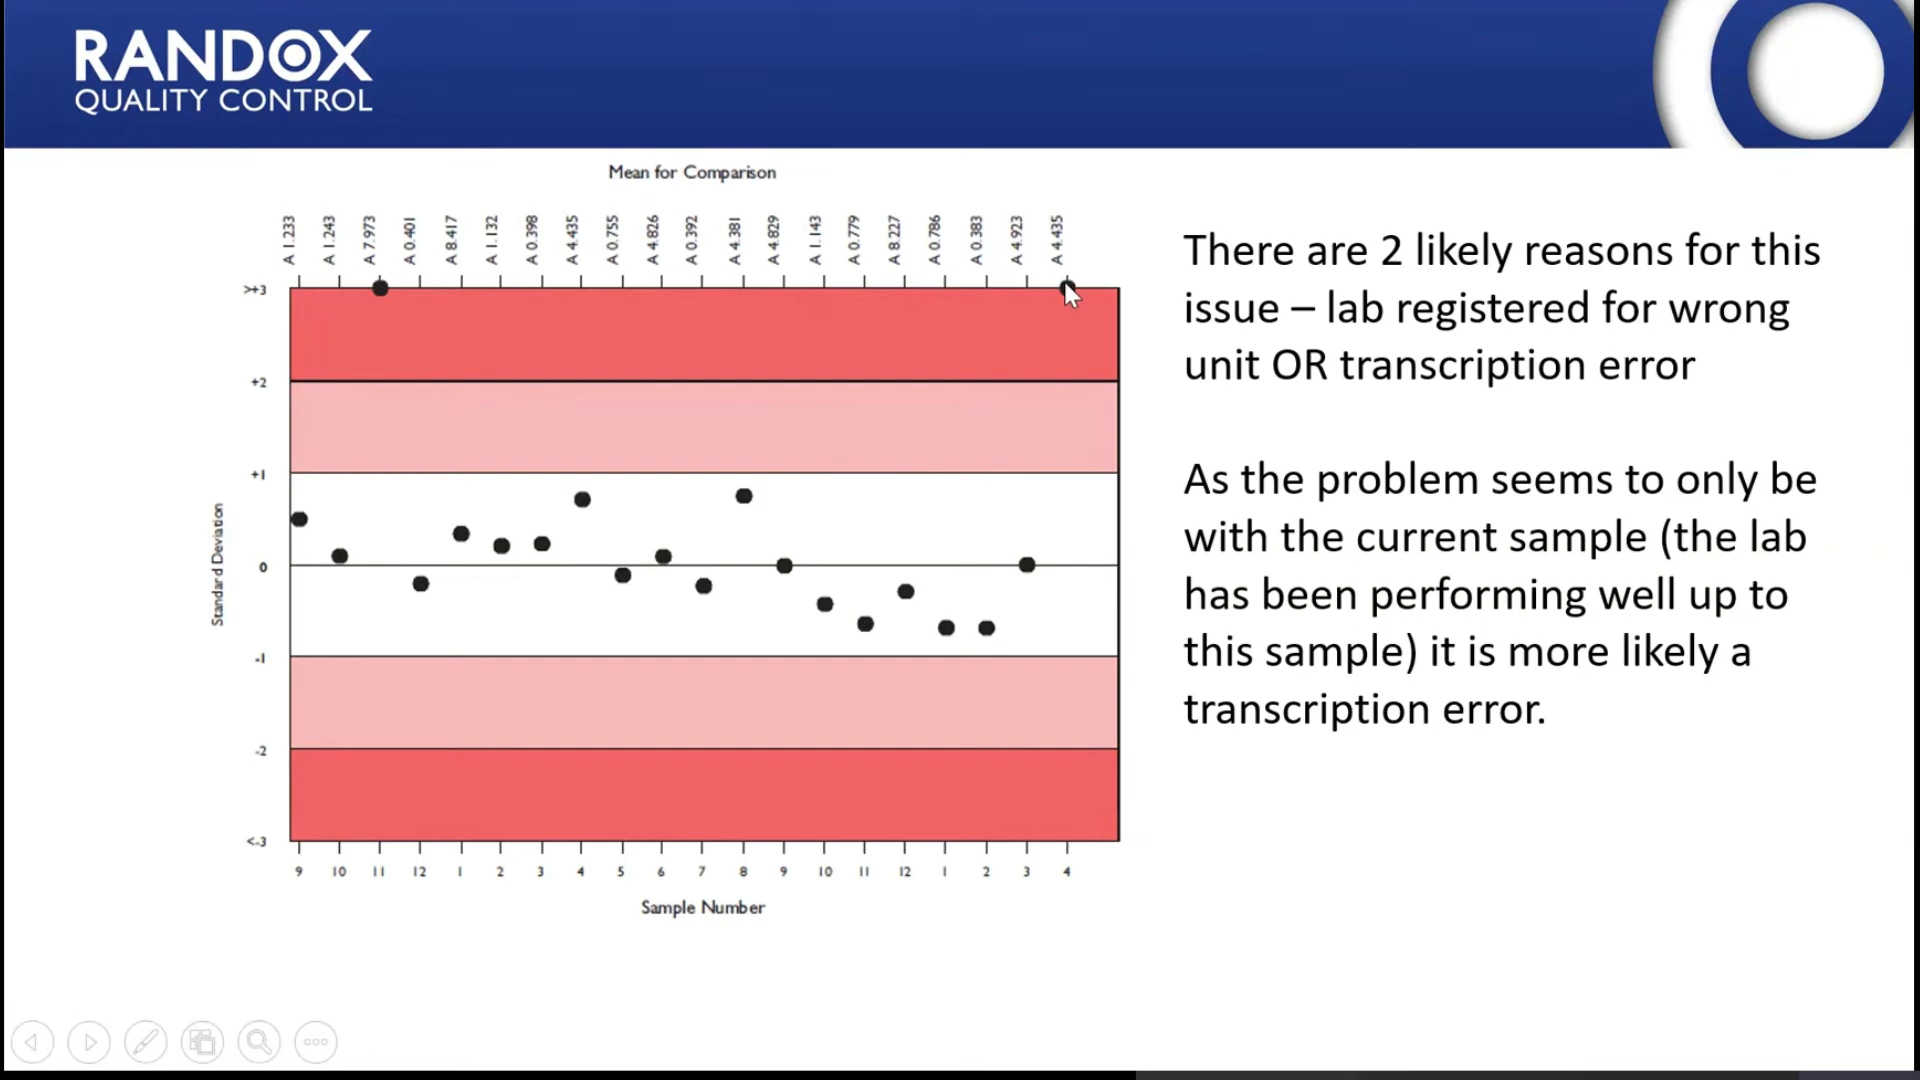 RANDOX
QUALITY CONTROL
Mean for Comparison
A 1.233
A 1.243
A 7.973
A 0.401
A 8.417
A 1.132
A 0.398
A 4.435
A 0.755
A 4.826
A 0.392
A 4.381
A 4.829
A 1.143
A 0.779
A 8.227
A 0.786
A 0.383
A 4.923
A 4.435
>+3
+2
+1
0
-1
-2
<-3
Standard Deviation
9 10 11 12 1 2 3 4 5 6 7 8 9 10 11 12 1 2 3 4
Sample Number
There are 2 likely reasons for this
issue – lab registered for wrong
unit OR transcription error
As the problem seems to only be
with the current sample (the lab
has been performing well up to
this sample) it is more likely a
transcription error.